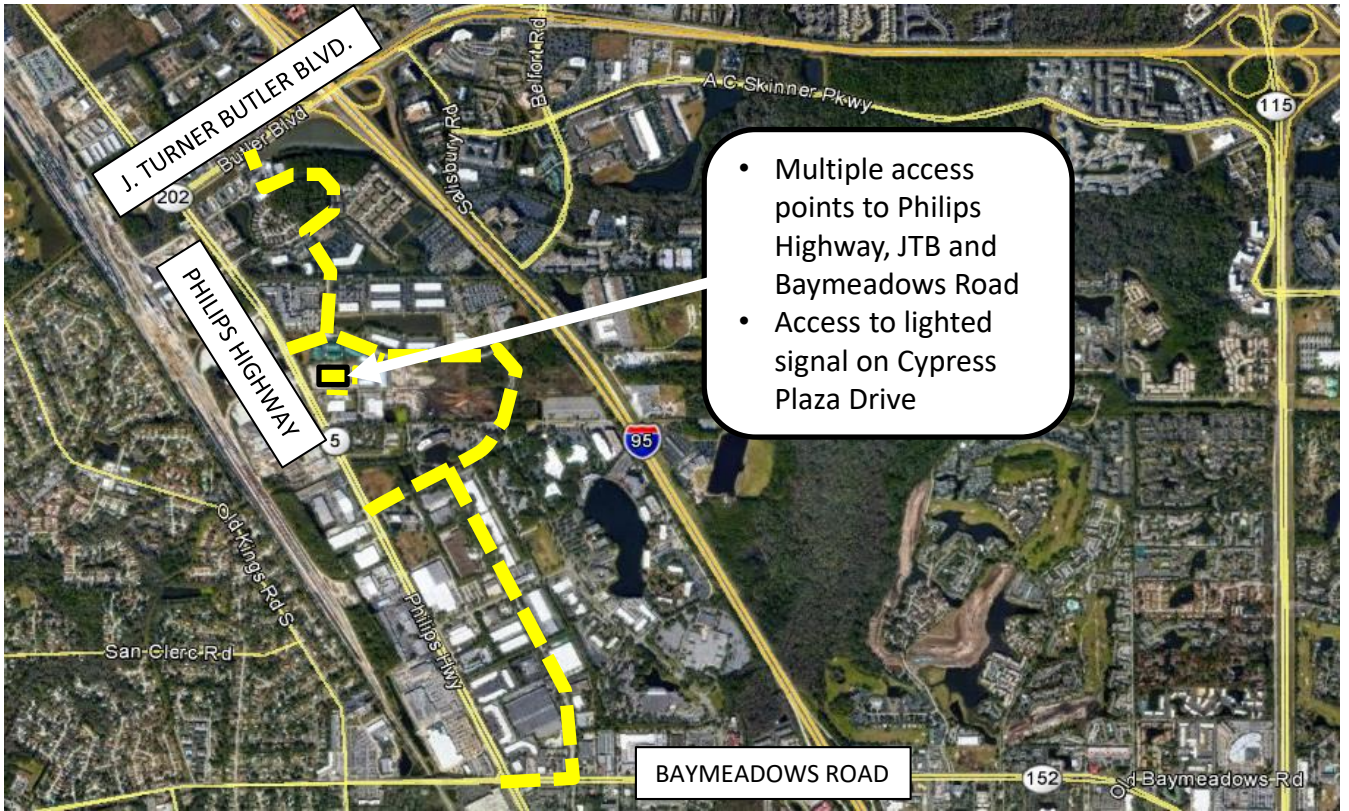 J. TURNER BUTLER BLVD.
Butler Blvd
202
Salisbury Rd
Belfort Rd
A C Skinner Pkwy
115
• Multiple access
points to Philips
Highway, JTB and
Baymeadows Road
• Access to lighted
signal on Cypress
Plaza Drive
PHILIPS HIGHWAY
5
95
Old Kings Rd S
San Clerc Rd
Philips Hwy
BAYMEADOWS ROAD
152
Old Baymeadows Rd